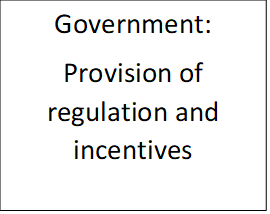 Government:
Provision of
regulation and
incentives